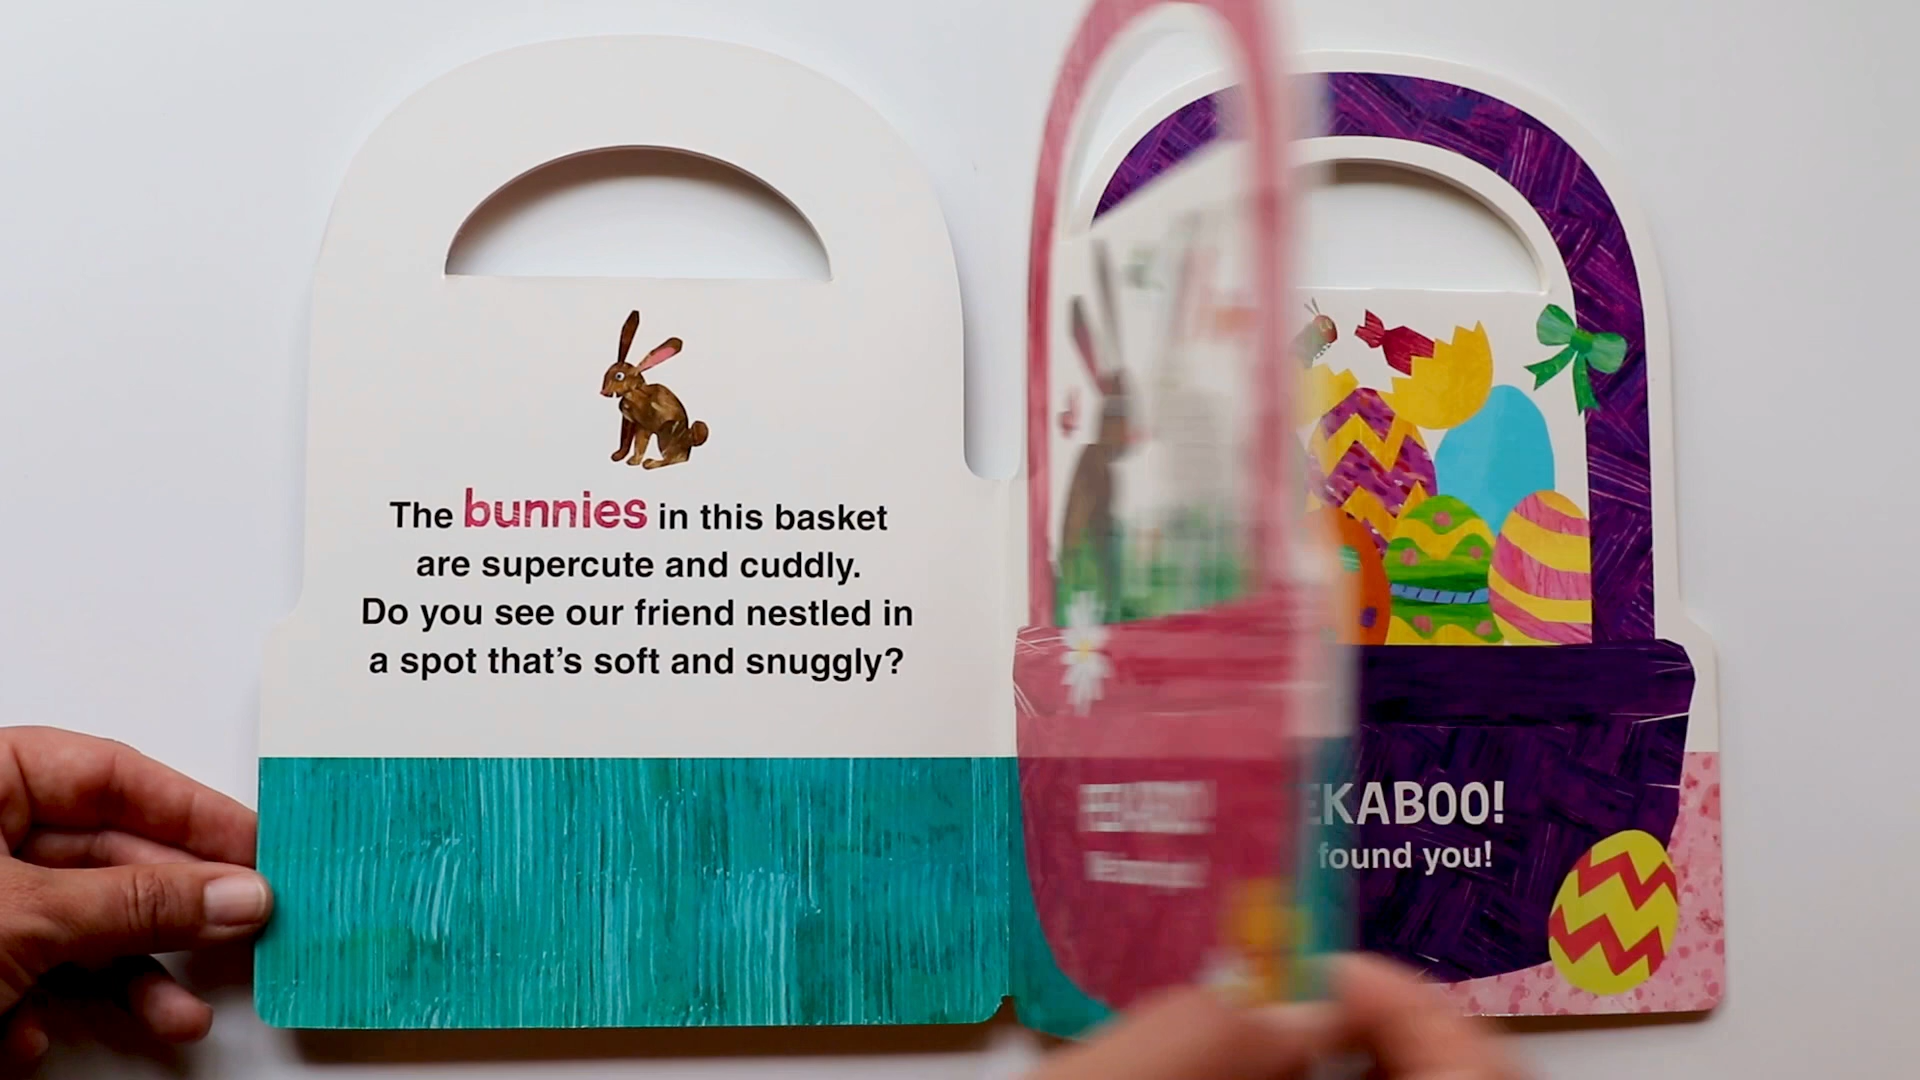 The bunnies in this basket
are supercute and cuddly.
Do you see our friend nestled in
a spot that's soft and snuggly?
EKABOO!
found you!